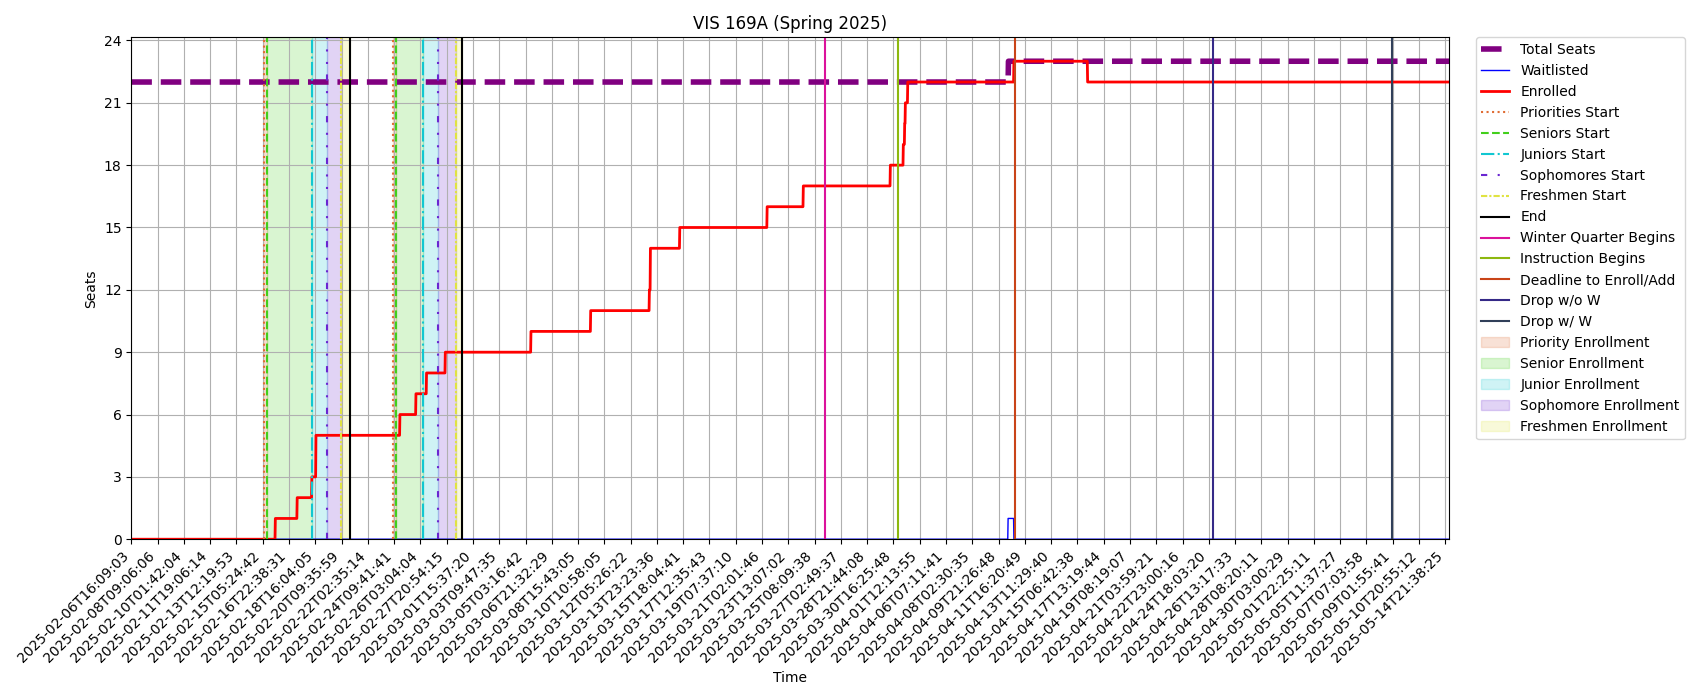 VIS 169A (Spring 2025)
24
21
18
15
12
9
6
3
0
Seats
2025-02-06T16:09:03
2025-02-08T09:06:06
2025-02-10T01:42:04
2025-02-11T19:06:14
2025-02-13T12:19:53
2025-02-15T05:24:42
2025-02-16T22:38:31
2025-02-18T16:04:05
2025-02-20T09:35:59
2025-02-22T02:35:14
2025-02-24T09:41:41
2025-02-26T03:04:04
2025-02-27T20:54:15
2025-03-01T15:37:20
2025-03-03T09:47:35
2025-03-05T03:16:42
2025-03-06T21:32:29
2025-03-08T15:43:05
2025-03-10T10:58:05
2025-03-12T05:26:22
2025-03-13T23:23:36
2025-03-15T18:04:41
2025-03-17T12:35:43
2025-03-19T07:37:10
2025-03-21T02:01:46
2025-03-23T13:07:02
2025-03-25T08:09:38
2025-03-27T02:49:37
2025-03-28T21:44:08
2025-03-30T16:25:48
2025-04-01T12:13:55
2025-04-06T07:11:41
2025-04-08T02:30:35
2025-04-09T21:26:48
2025-04-11T16:20:49
2025-04-13T11:29:40
2025-04-15T06:42:38
2025-04-17T13:19:44
2025-04-19T08:19:07
2025-04-21T03:59:21
2025-04-22T23:00:16
2025-04-24T18:03:20
2025-04-26T13:17:33
2025-04-28T08:20:11
2025-04-30T03:00:29
2025-05-01T22:25:11
2025-05-05T11:37:27
2025-05-07T07:03:58
2025-05-09T01:55:41
2025-05-10T20:55:12
2025-05-14T21:38:25
Time
Total Seats
Waitlisted
Enrolled
Priorities Start
Seniors Start
Juniors Start
Sophomores Start
Freshmen Start
End
Winter Quarter Begins
Instruction Begins
Deadline to Enroll/Add
Drop w/o W
Drop w/ W
Priority Enrollment
Senior Enrollment
Junior Enrollment
Sophomore Enrollment
Freshmen Enrollment